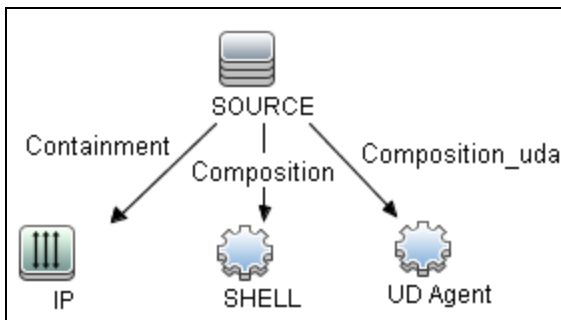 SOURCE
Containment
Composition
Composition_uda
IP
SHELL
UD Agent